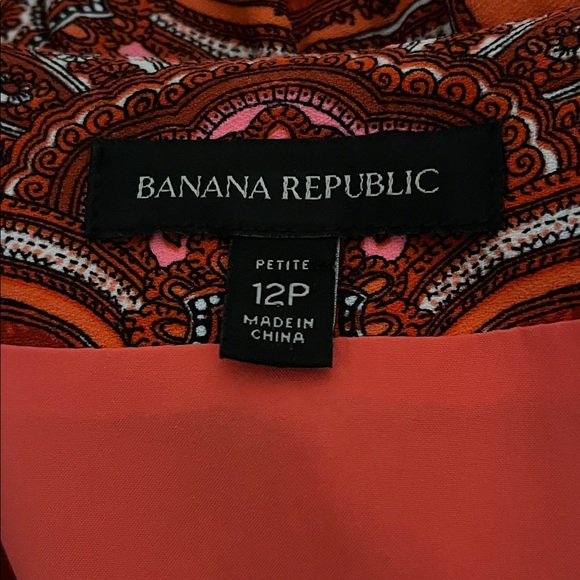 BANANA REPUBLIC
PETITE
12P
MADE IN
CHINA